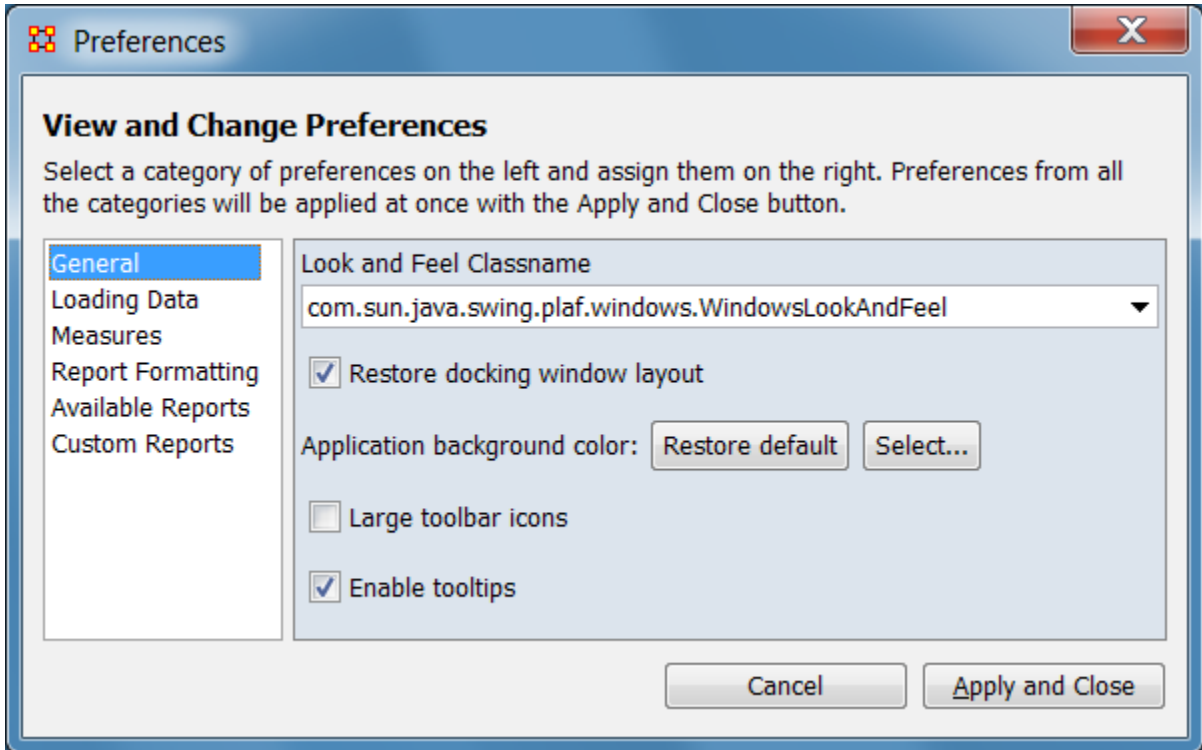 Preferences
View and Change Preferences
Select a category of preferences on the left and assign them on the right. Preferences from all
the categories will be applied at once with the Apply and Close button.
General
Loading Data
Measures
Report Formatting
Available Reports
Custom Reports
Look and Feel Classname
com.sun.java.swing.plaf.windows.WindowsLookAndFeel
Restore docking window layout
Application background color: Restore default Select...
Large toolbar icons
Enable tooltips
Cancel Apply and Close